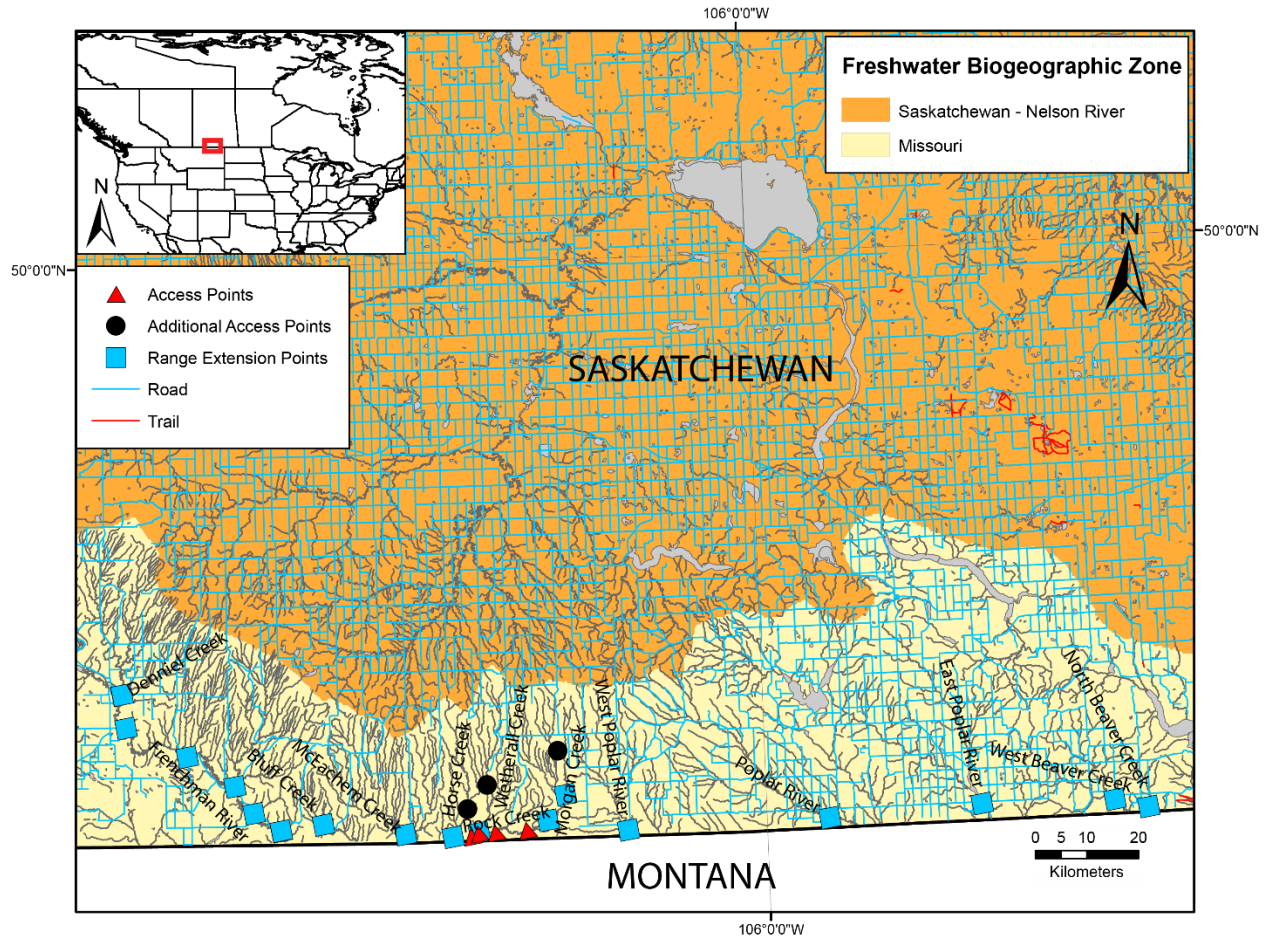 106°0'0"W
Freshwater Biogeographic Zone
Saskatchewan - Nelson River
Missouri
N
N
50°0'0"N
50°0'0"N
Access Points
Additional Access Points
Range Extension Points
Road
Trail
SASKATCHEWAN
Denniel Creek
Frenchman River
Bluff Creek
McEachem Creek
Horse Creek
Wetherall Creek
Rock Creek
Morgan Creek
West Poplar River
Poplar River
East Poplar River
West Beaver Creek
North Beaver Creek
0 5 10 20
Kilometers
MONTANA
106°0'0"W